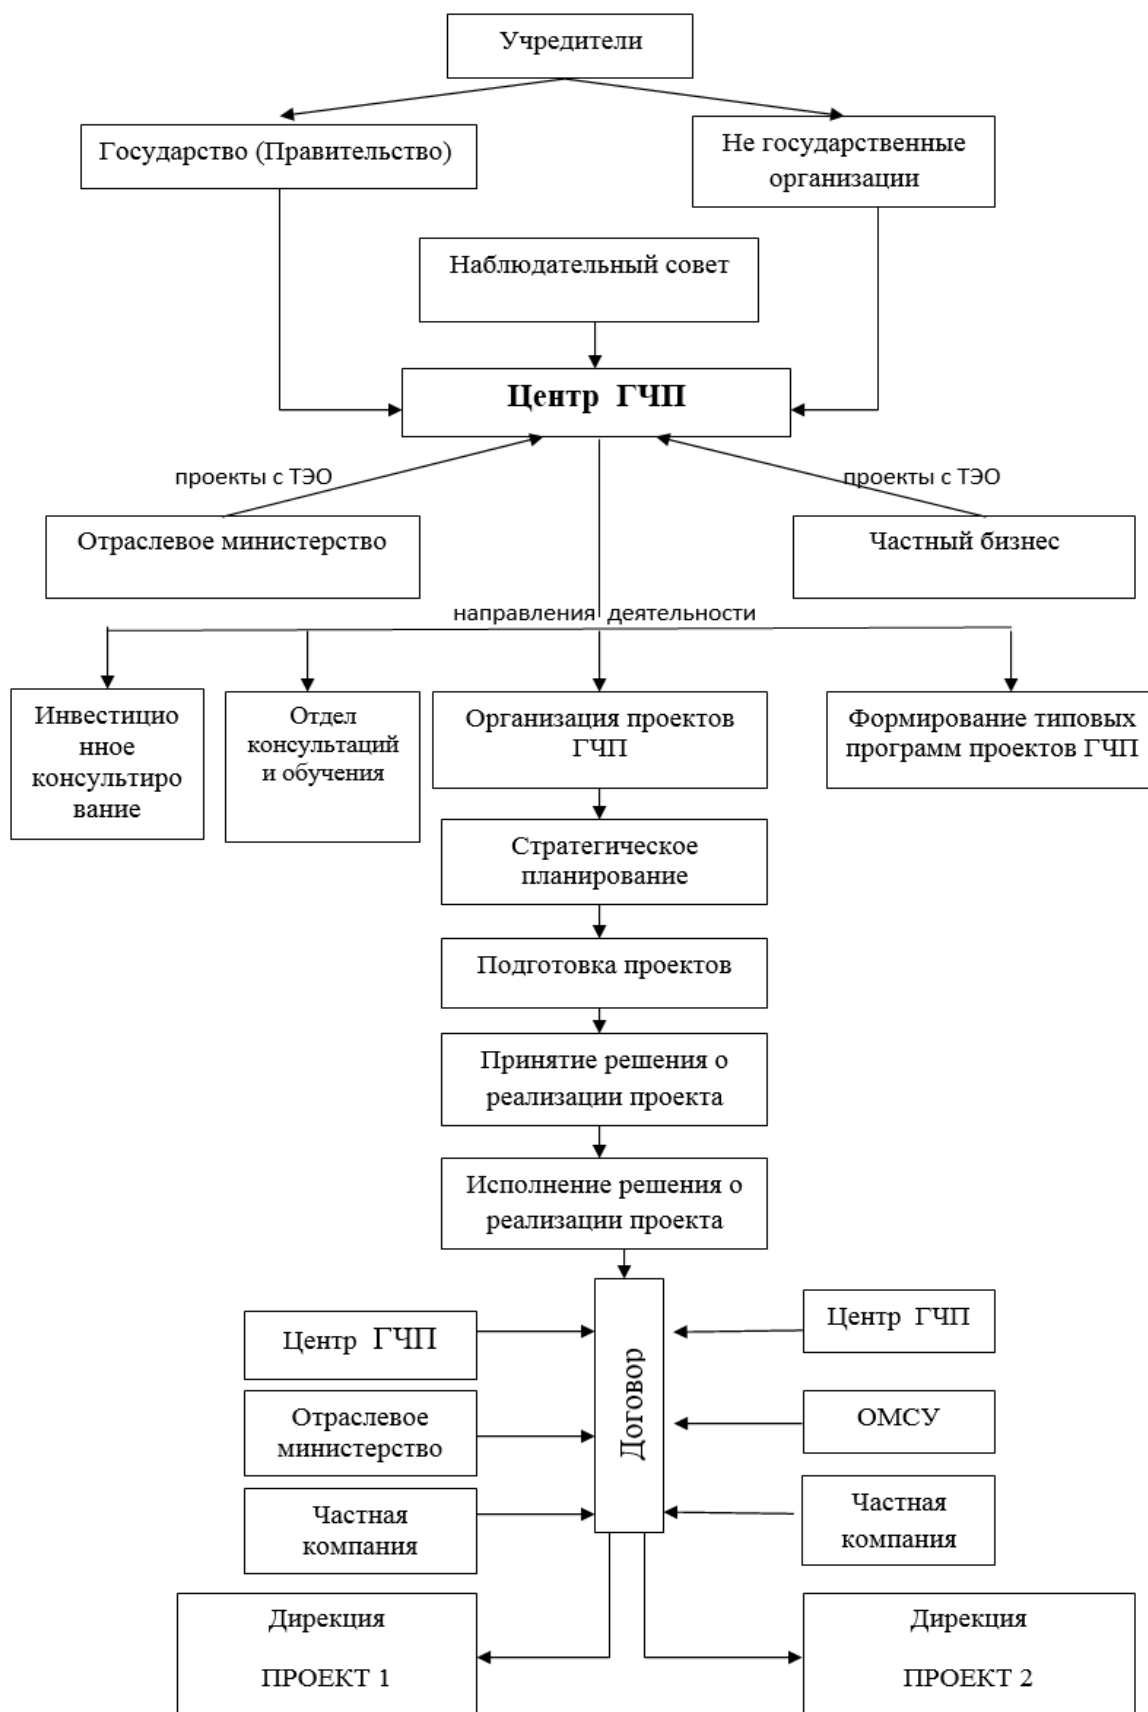 Учредители
Государство (Правительство)
Не государственные
организации
Наблюдательный совет
Центр ГЧП
проекты с ТЭО
проекты с ТЭО
Отраслевое министерство
Частный бизнес
направления деятельности
Инвестицио
нное
консультиро
вание
Отдел
консультаций
и обучения
Организация проектов
ГЧП
Формирование типовых
программ проектов ГЧП
Стратегическое
планирование
Подготовка проектов
Принятие решения о
реализации проекта
Исполнение решения о
реализации проекта
Договор
Центр ГЧП
Отраслевое
министерство
Частная
компания
Центр ГЧП
ОМСУ
Частная
компания
Дирекция
ПРОЕКТ 1
Дирекция
ПРОЕКТ 2